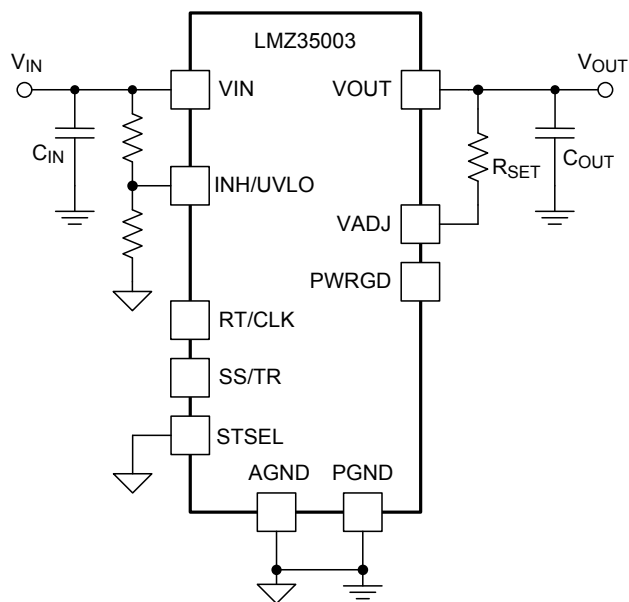 LMZ35003
VIN
VOUT
VIN
VOUT
CIN
RSET
COUT
INH/UVLO
VADJ
PWRGD
RT/CLK
SS/TR
STSEL
AGND
PGND